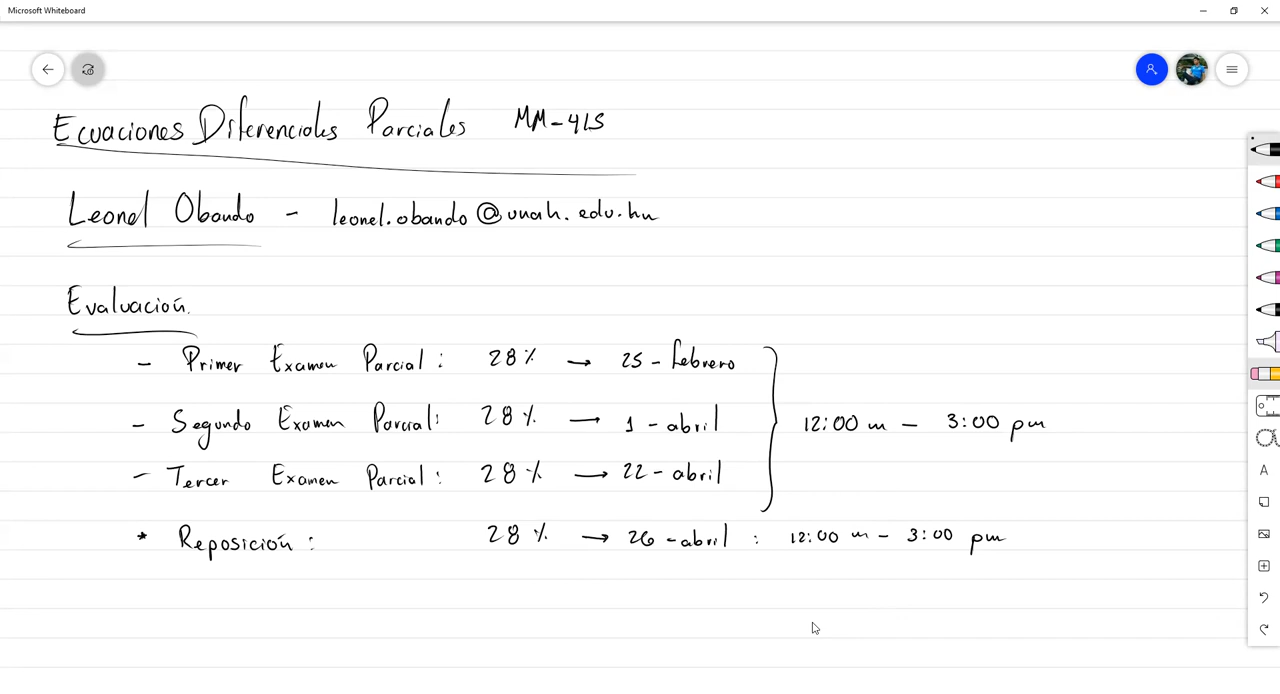 Microsoft Whiteboard
Ecuaciones Diferenciales Parciales MM-415
Leonel Obando - leonel.obando@unah.edu.hn
Evaluación.
- Primer Examen Parcial: 28% → 25-febrero
- Segundo Examen Parcial: 28% → 1-abril 12:00 m - 3:00 pm
- Tercer Examen Parcial: 28% → 22-abril
* Reposición: 28% → 26-abril: 12:00 m - 3:00 pm